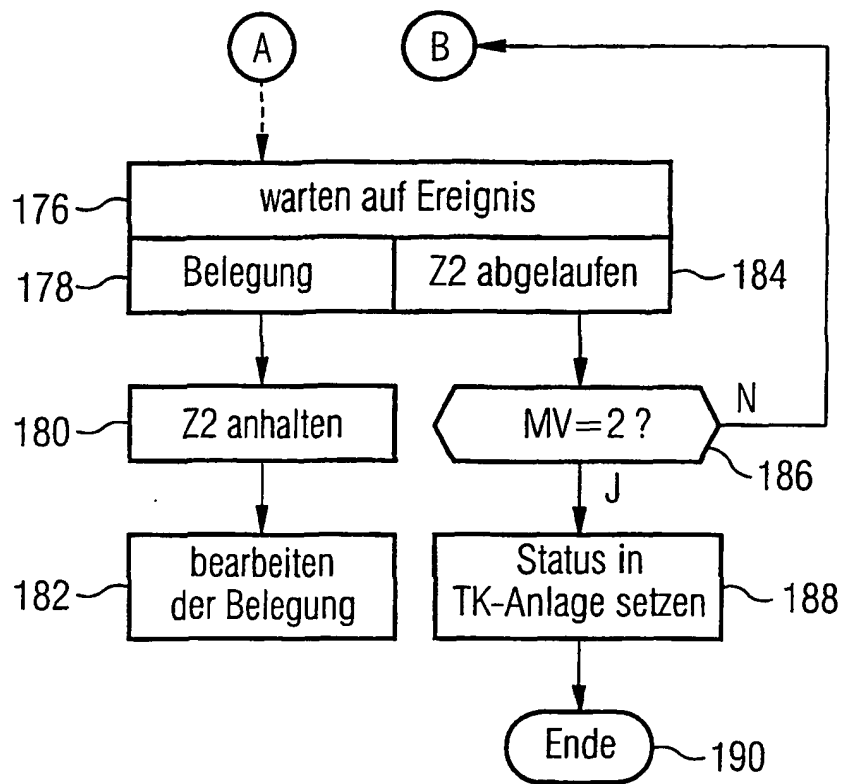 A
B
176
warten auf Ereignis
178
Belegung
Z2 abgelaufen
184
180
Z2 anhalten
MV=2 ?
N
186
J
182
bearbeiten
der Belegung
Status in
TK-Anlage setzen
188
Ende
190